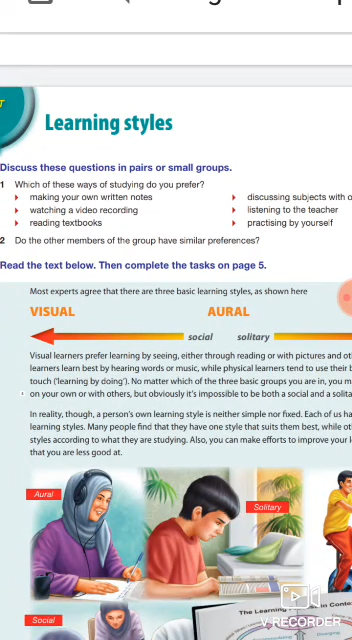 Learning styles
Discuss these questions in pairs or small groups.
1 Which of these ways of studying do you prefer?
making your own written notes
discussing subjects with
watching a video recording
listening to the teacher
reading textbooks
practising by yourself
2 Do the other members of the group have similar preferences?
Read the text below. Then complete the tasks on page 5.
Most experts agree that there are three basic learning styles, as shown here
VISUAL AURAL
social solitary
Visual learners prefer learning by seeing, either through reading or with pictures and
learners learn best by hearing words or music, while physical learners tend to use their
touch ('learning by doing'). No matter which of the three basic groups you are in, you
on your own or with others, but obviously it's impossible to be both a social and a
In reality, though, a person's own learning style is neither simple nor fixed. Each of us
learning styles. Many people find that they have one style that suits them best, while
styles according to what they are studying. Also, you can make efforts to improve your
that you are less good at.
Aural
Solitary
Social
The Learning
in
V RECORDER